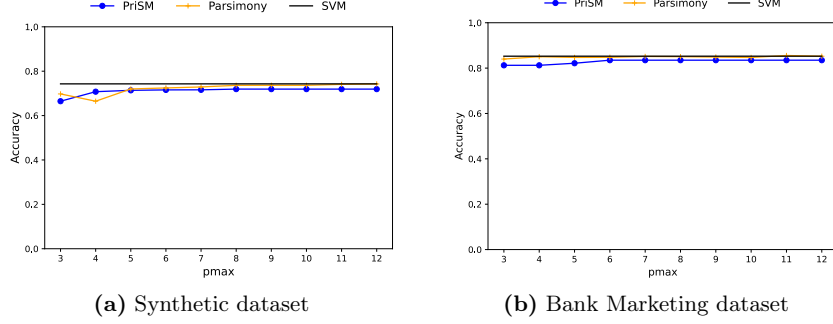 PriSM Parsimony SVM
1.0
0.8
0.6
0.4
0.2
0.0
Accuracy
3 4 5 6 7 8 9 10 11 12
pmax
(a) Synthetic dataset
PriSM Parsimony SVM
1.0
0.8
0.6
0.4
0.2
0.0
Accuracy
3 4 5 6 7 8 9 10 11 12
pmax
(b) Bank Marketing dataset